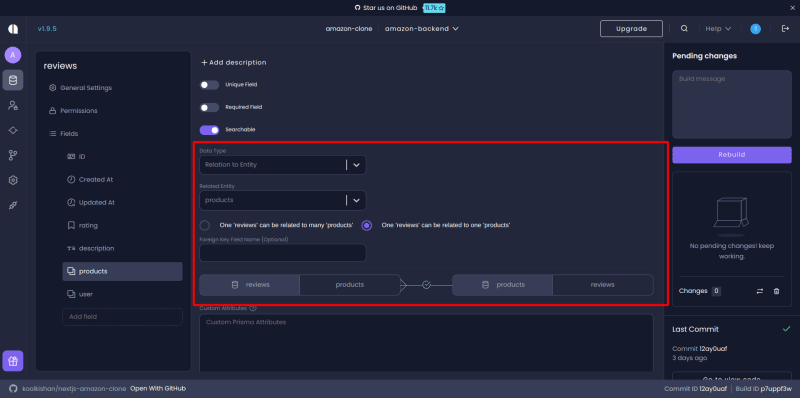 Star us on GitHub 11.7k
v1.9.5
amazon-clone
amazon-backend
Upgrade
Help
A
reviews
General Settings
Permissions
Fields
ID
Created At
Updated At
rating
description
products
user
Add field
Add description
Unique Field
Required Field
Searchable
Data Type
Relation to Entity
Related Entity
products
One 'reviews' can be related to many 'products'
One 'reviews' can be related to one 'products'
Foreign Key Field Name (Optional)
reviews
products
products
reviews
Custom Attributes
Custom Prisma Attributes
Pending changes
Build message
Rebuild
No pending changes! keep
working.
Changes 0
Last Commit
Commit 12ay0uaf
3 days ago
Go to view code
koolkishan/nextjs-amazon-clone Open With GitHub
Commit ID 12ay0uaf
Build ID p7uppf3w